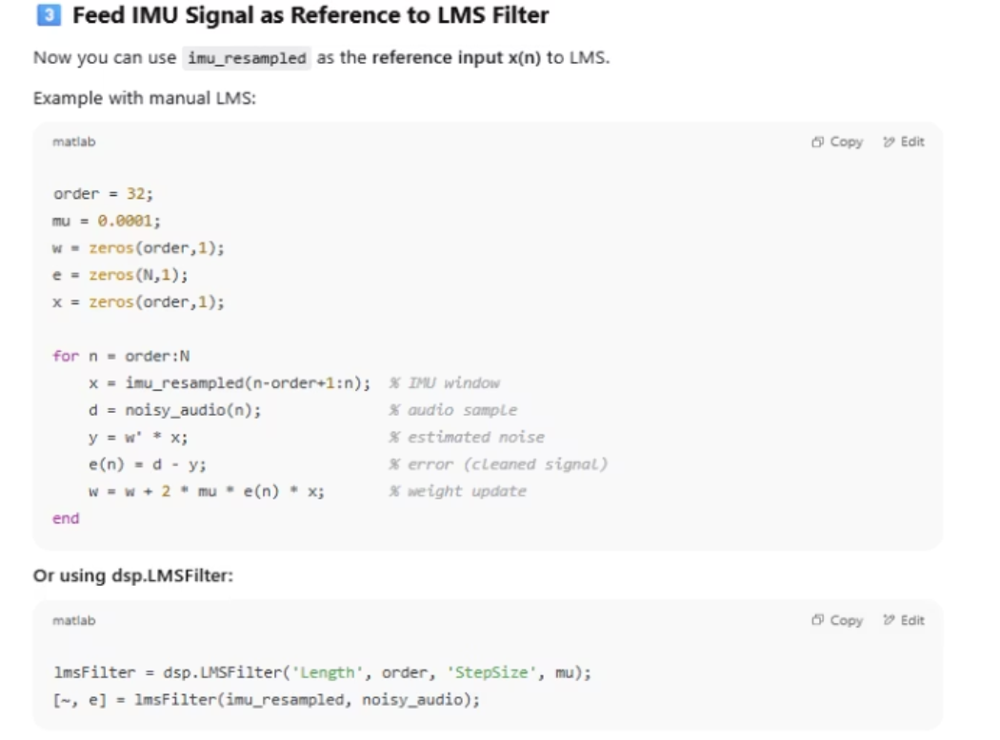 3 Feed IMU Signal as Reference to LMS Filter
Now you can use imu_resampled as the reference input x(n) to LMS.
Example with manual LMS:
matlab Copy Edit
order = 32;
mu = 0.0001;
w = zeros(order,1);
e = zeros(N,1);
x = zeros(order,1);
for n = order:N
    x = imu_resampled(n-order+1:n);  % IMU window
    d = noisy_audio(n);              % audio sample
    y = w' * x;                      % estimated noise
    e(n) = d - y;                    % error (cleaned signal)
    w = w + 2 * mu * e(n) * x;       % weight update
end
Or using dsp.LMSFilter:
matlab Copy Edit
lmsFilter = dsp.LMSFilter('Length', order, 'StepSize', mu);
[~, e] = lmsFilter(imu_resampled, noisy_audio);